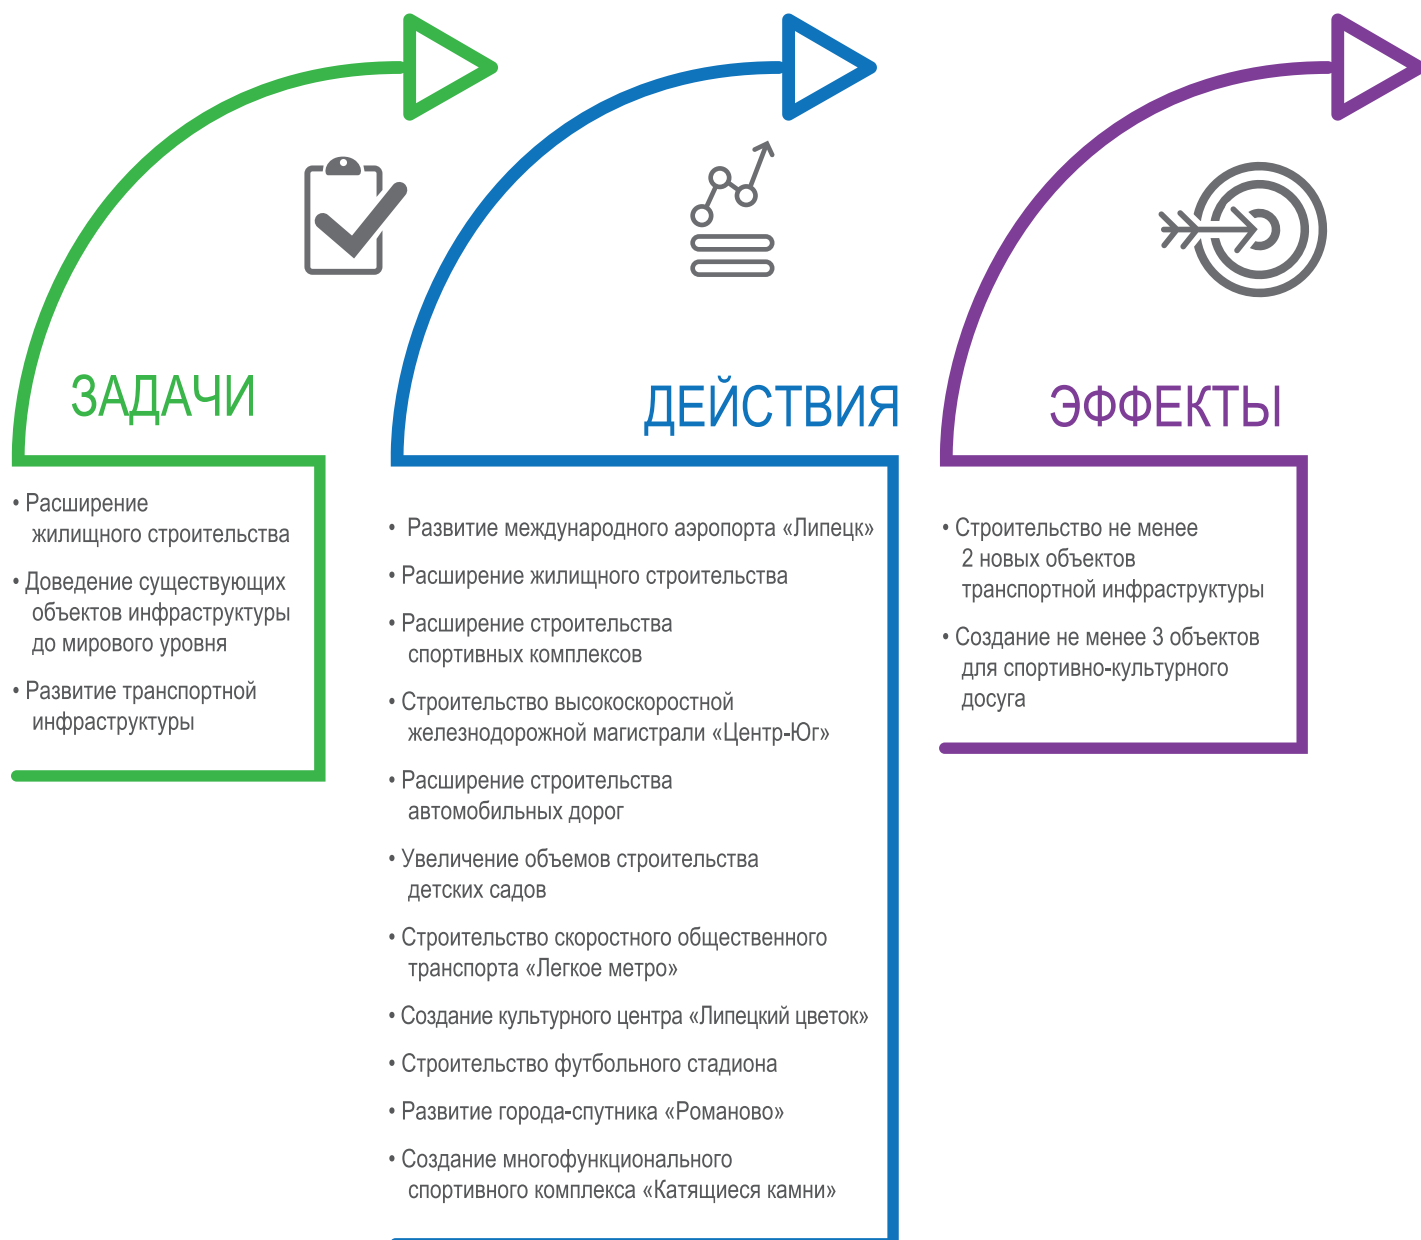 ЗАДАЧИ
• Расширение
жилищного строительства
• Доведение существующих
объектов инфраструктуры
до мирового уровня
• Развитие транспортной
инфраструктуры
ДЕЙСТВИЯ
• Развитие международного аэропорта «Липецк»
• Расширение жилищного строительства
• Расширение строительства
спортивных комплексов
• Строительство высокоскоростной
железнодорожной магистрали «Центр-Юг»
• Расширение строительства
автомобильных дорог
• Увеличение объемов строительства
детских садов
• Строительство скоростного общественного
транспорта «Легкое метро»
• Создание культурного центра «Липецкий цветок»
• Строительство футбольного стадиона
• Развитие города-спутника «Романово»
• Создание многофункционального
спортивного комплекса «Катящиеся камни»
ЭФФЕКТЫ
• Строительство не менее
2 новых объектов
транспортной инфраструктуры
• Создание не менее 3 объектов
для спортивно-культурного
досуга